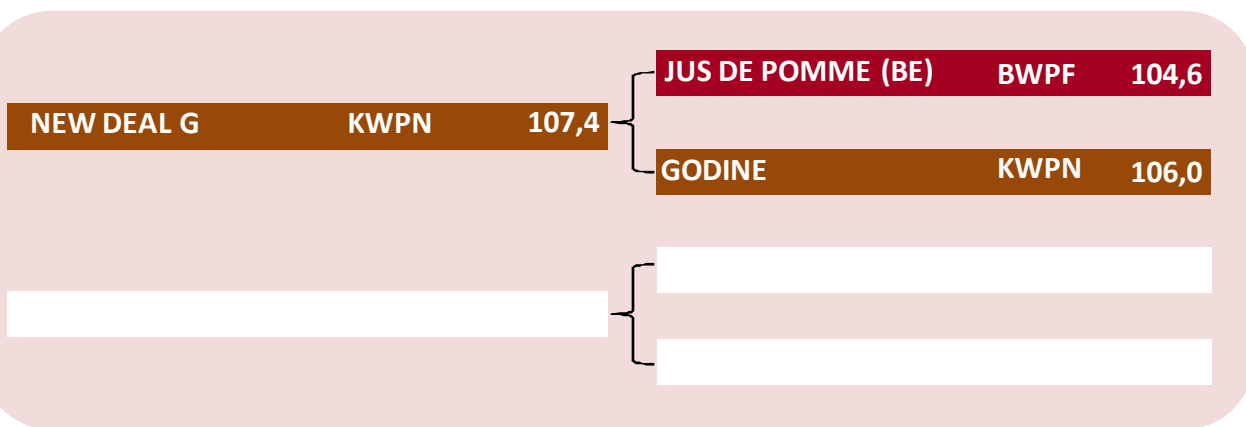 JUS DE POMME (BE) BWPF 104,6
NEW DEAL G KWPN 107,4
GODINE KWPN 106,0